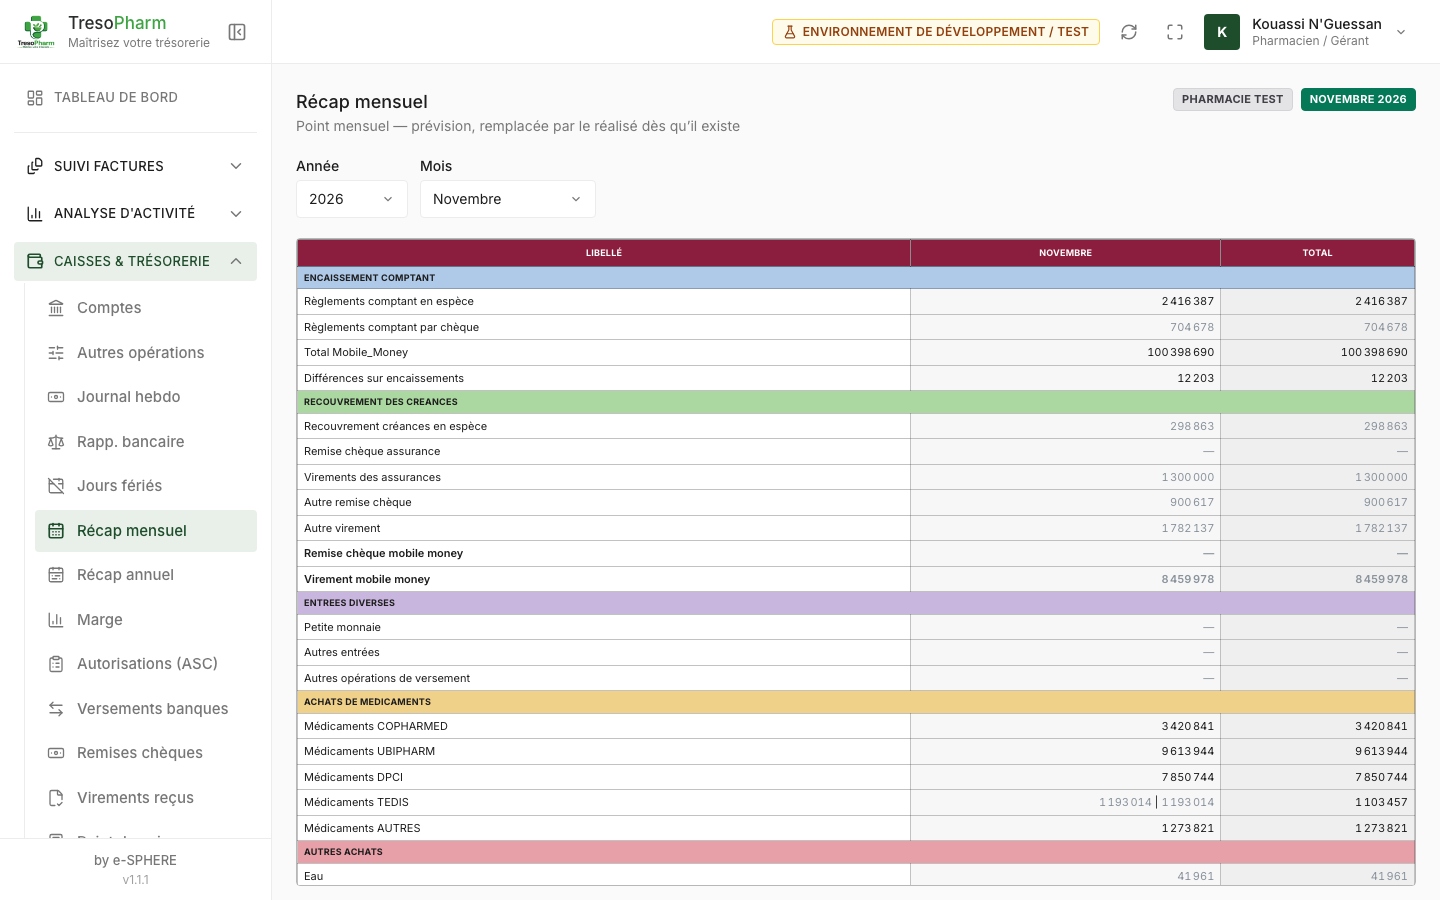 TresoPharm
Maîtrisez votre trésorerie
TresoPharm
ENVIRONNEMENT DE DÉVELOPPEMENT / TEST
K
Kouassi N'Guessan
Pharmacien / Gérant
TABLEAU DE BORD
SUIVI FACTURES
ANALYSE D'ACTIVITÉ
CAISSES & TRÉSORERIE
Comptes
Autres opérations
Journal hebdo
Rapp. bancaire
Jours fériés
Récap mensuel
Récap annuel
Marge
Autorisations (ASC)
Versements banques
Remises chèques
Virements reçus
by e-SPHERE
v1.1.1
Récap mensuel
Point mensuel — prévision, remplacée par le réalisé dès qu’il existe
PHARMACIE TEST
NOVEMBRE 2026
Année
Mois
2026
Novembre
LIBELLÉ NOVEMBRE TOTAL
ENCAISSEMENT COMPTANT
Règlements comptant en espèce 2 416 387 2 416 387
Règlements comptant par chèque 704 678 704 678
Total Mobile_Money 100 398 690 100 398 690
Différences sur encaissements 12 203 12 203
RECOUVREMENT DES CREANCES
Recouvrement créances en espèce 298 863 298 863
Remise chèque assurance — —
Virements des assurances 1 300 000 1 300 000
Autre remise chèque 900 617 900 617
Autre virement 1 782 137 1 782 137
Remise chèque mobile money — —
Virement mobile money 8 459 978 8 459 978
ENTREES DIVERSES
Petite monnaie — —
Autres entrées — —
Autres opérations de versement — —
ACHATS DE MEDICAMENTS
Médicaments COPHARMED 3 420 841 3 420 841
Médicaments UBIPHARM 9 613 944 9 613 944
Médicaments DPCI 7 850 744 7 850 744
Médicaments TEDIS 1 193 014 | 1 193 014 1 103 457
Médicaments AUTRES 1 273 821 1 273 821
AUTRES ACHATS
Eau 41 961 41 961